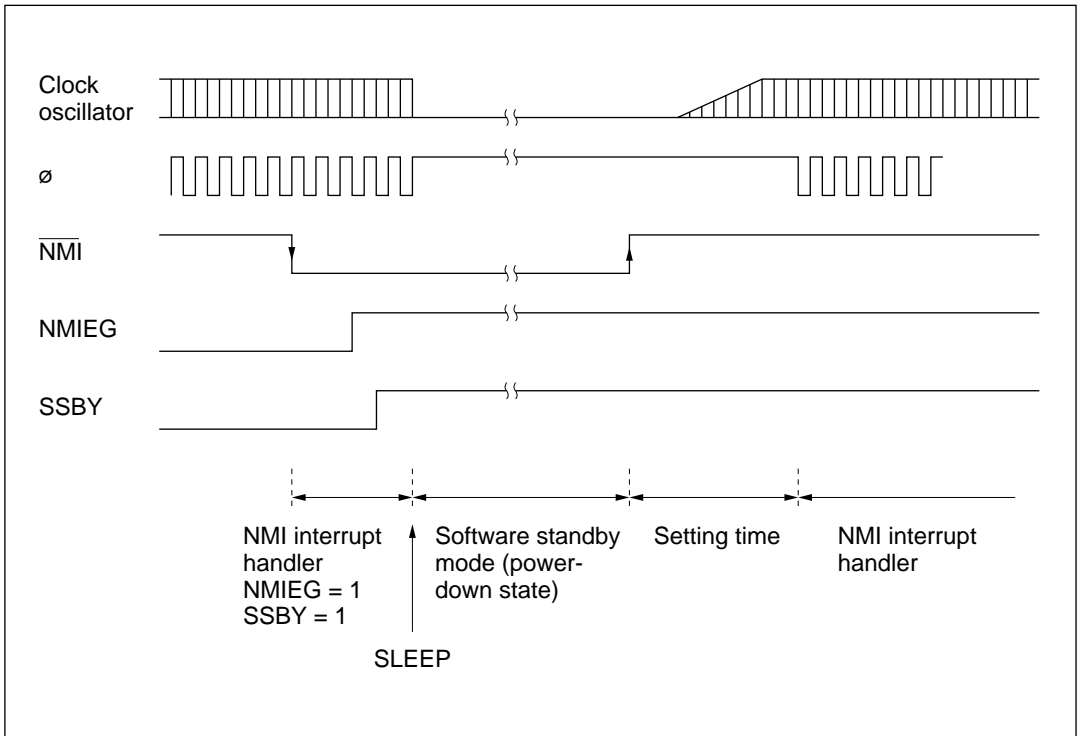 Clock
oscillator
ø
NMI
NMIEG
SSBY
NMI interrupt
handler
NMIEG = 1
SSBY = 1
Software standby
mode (power-
down state)
Setting time
NMI interrupt
handler
SLEEP